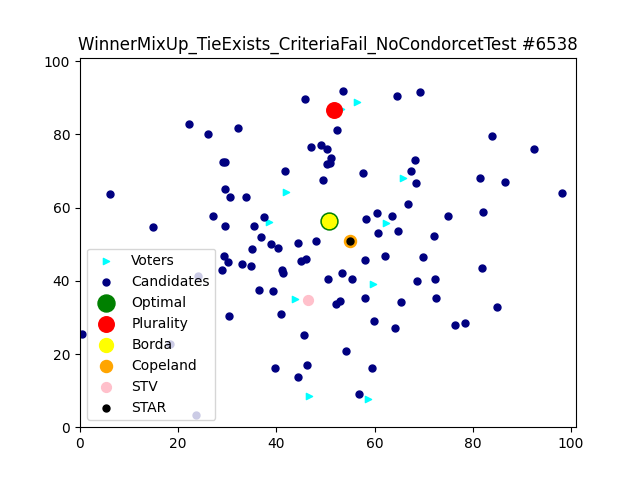 WinnerMixUp_TieExists_CriteriaFail_NoCondorcetTest #6538
100
80
60
40
20
0
Voters
Candidates
Optimal
Plurality
Borda
Copeland
STV
STAR
0 20 40 60 80 100